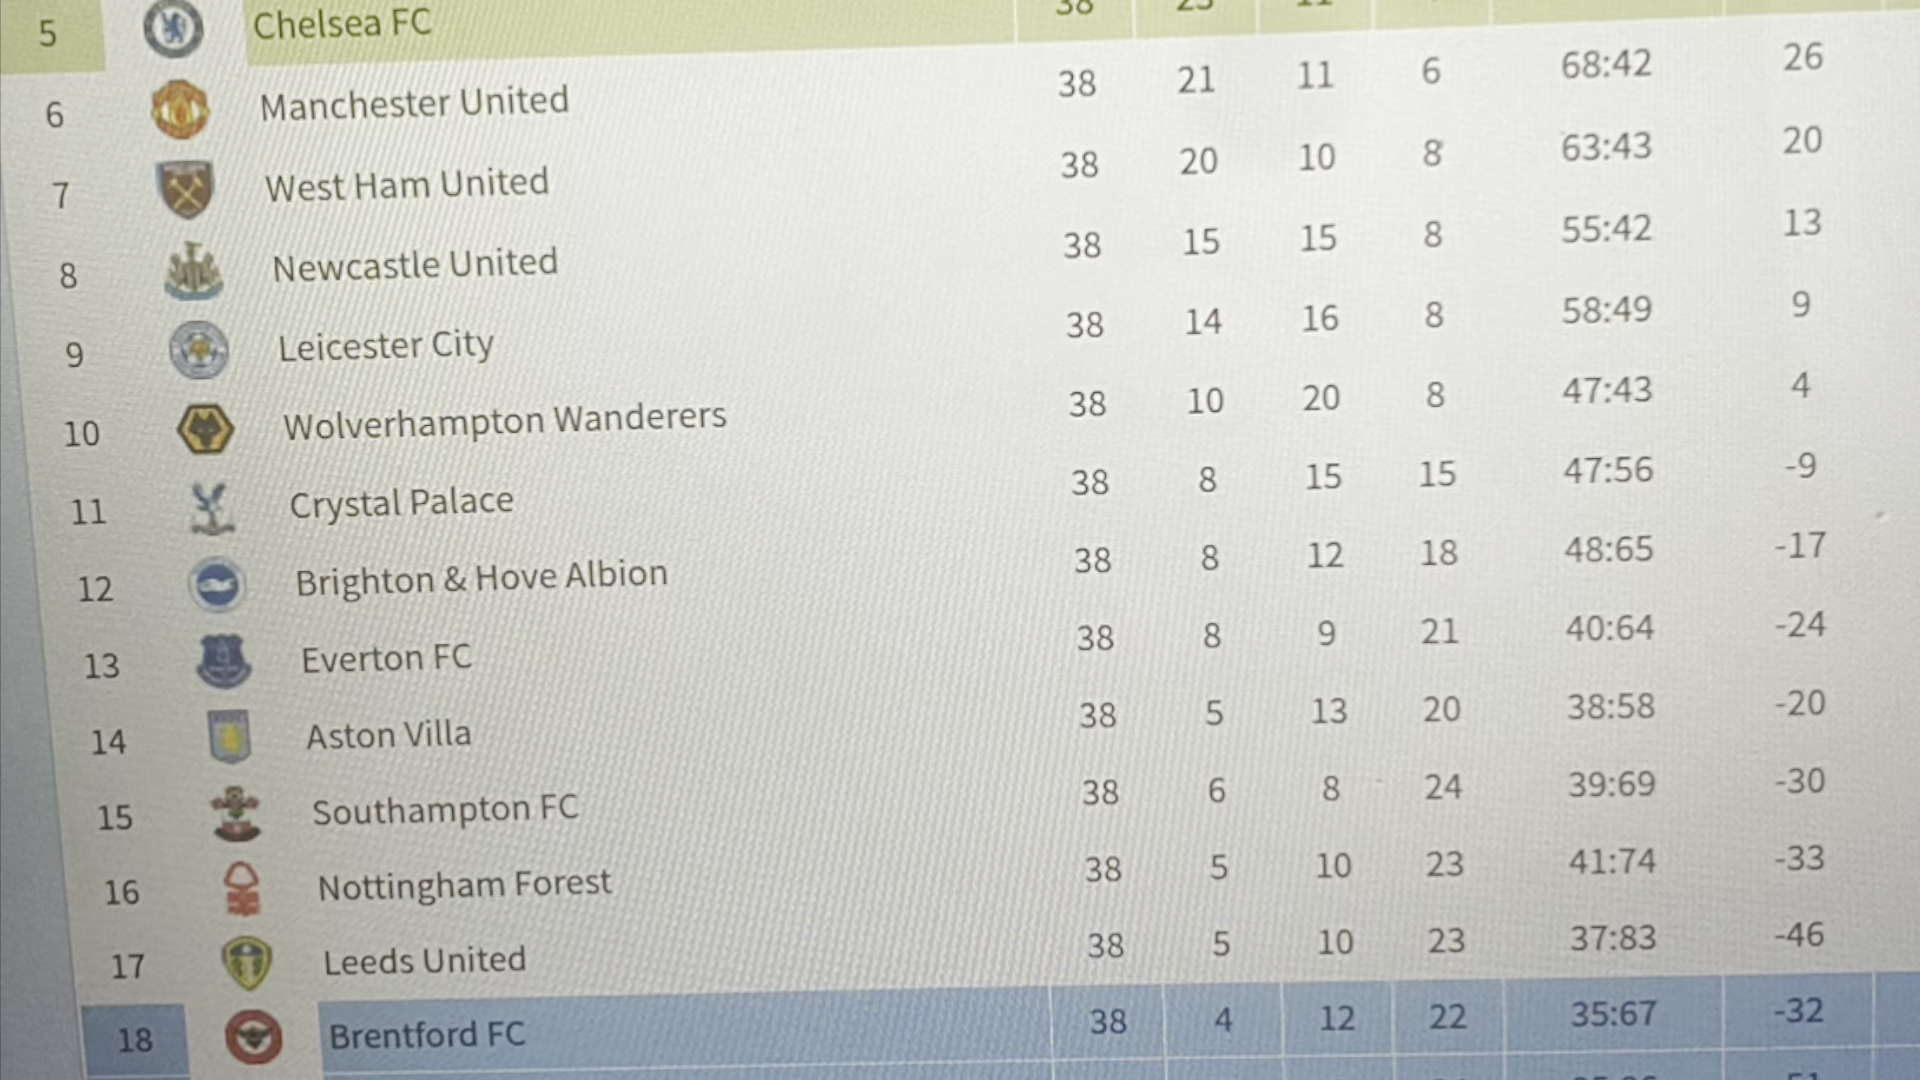 5 Chelsea FC 38
6 Manchester United 38 21 11 6 68:42 26
7 West Ham United 38 20 10 8 63:43 20
8 Newcastle United 38 15 15 8 55:42 13
9 Leicester City 38 14 16 8 58:49 9
10 Wolverhampton Wanderers 38 10 20 8 47:43 4
11 Crystal Palace 38 8 15 15 47:56 -9
12 Brighton & Hove Albion 38 8 12 18 48:65 -17
13 Everton FC 38 8 9 21 40:64 -24
14 Aston Villa 38 5 13 20 38:58 -20
15 Southampton FC 38 6 8 24 39:69 -30
16 Nottingham Forest 38 5 10 23 41:74 -33
17 Leeds United 38 5 10 23 37:83 -46
18 Brentford FC 38 4 12 22 35:67 -32